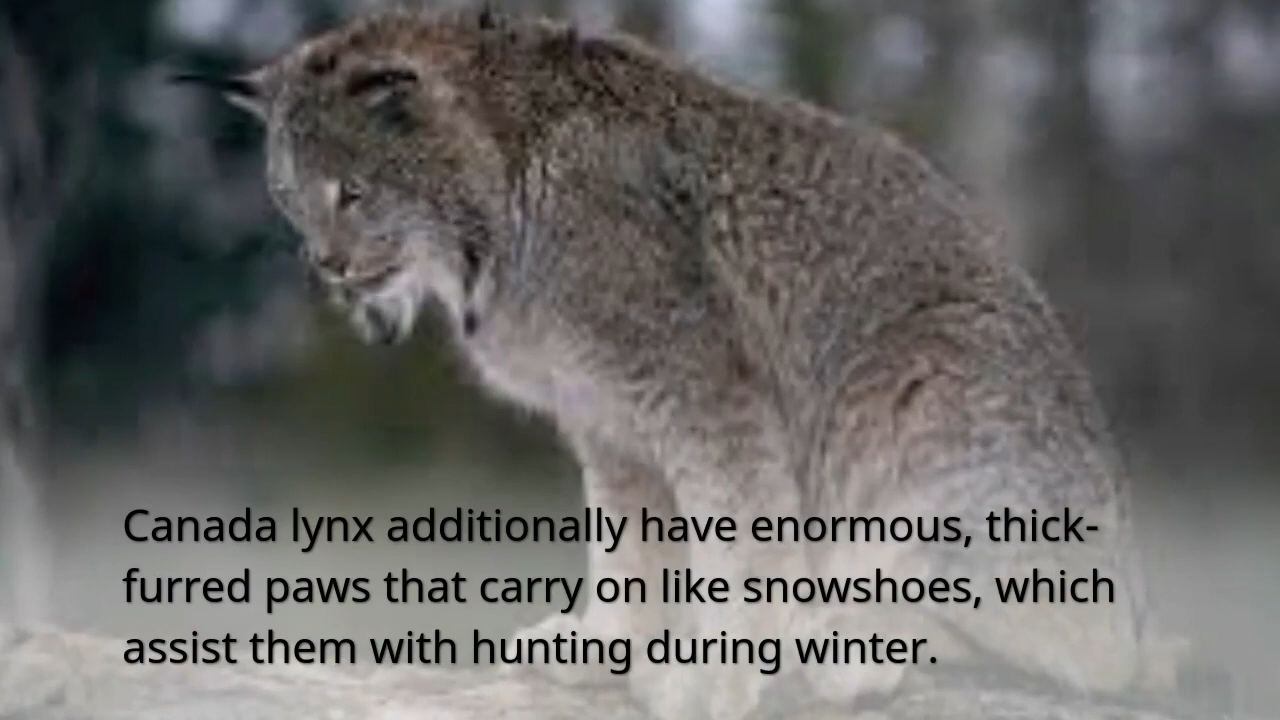 Canada lynx additionally have enormous, thick-
furred paws that carry on like snowshoes, which
assist them with hunting during winter.